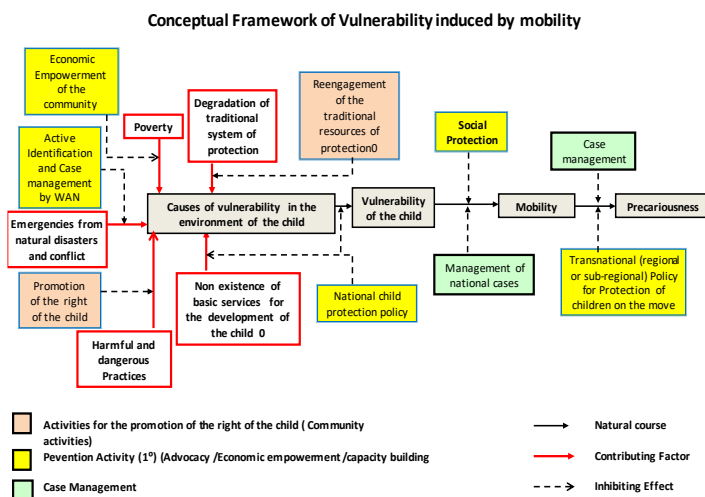 Conceptual Framework of Vulnerability induced by mobility
Economic
Empowerment
of the
community
Poverty
Degradation of
traditional
system of
protection
Reengagement
of the
traditional
resources of
protection0
Social
Protection
Case
management
Active
Identification
and Case
management
by WAN
Causes of vulnerability in the
environment of the child
Vulnerability
of the child
Mobility
Precariousness
Emergencies from
natural disasters
and conflict
Promotion
of the right
of the child
Harmful and
dangerous
Practices
Non existence of
basic services for
the development of
the child 0
National child
protection policy
Management of
national cases
Transnational (regional
or sub-regional) Policy
for Protection of
children on the move
Activities for the promotion of the right of the child ( Community
activities)
Pevention Activity (1°) (Advocacy /Economic empowerment /capacity building
Case Management
Natural course
Contributing Factor
Inhibiting Effect